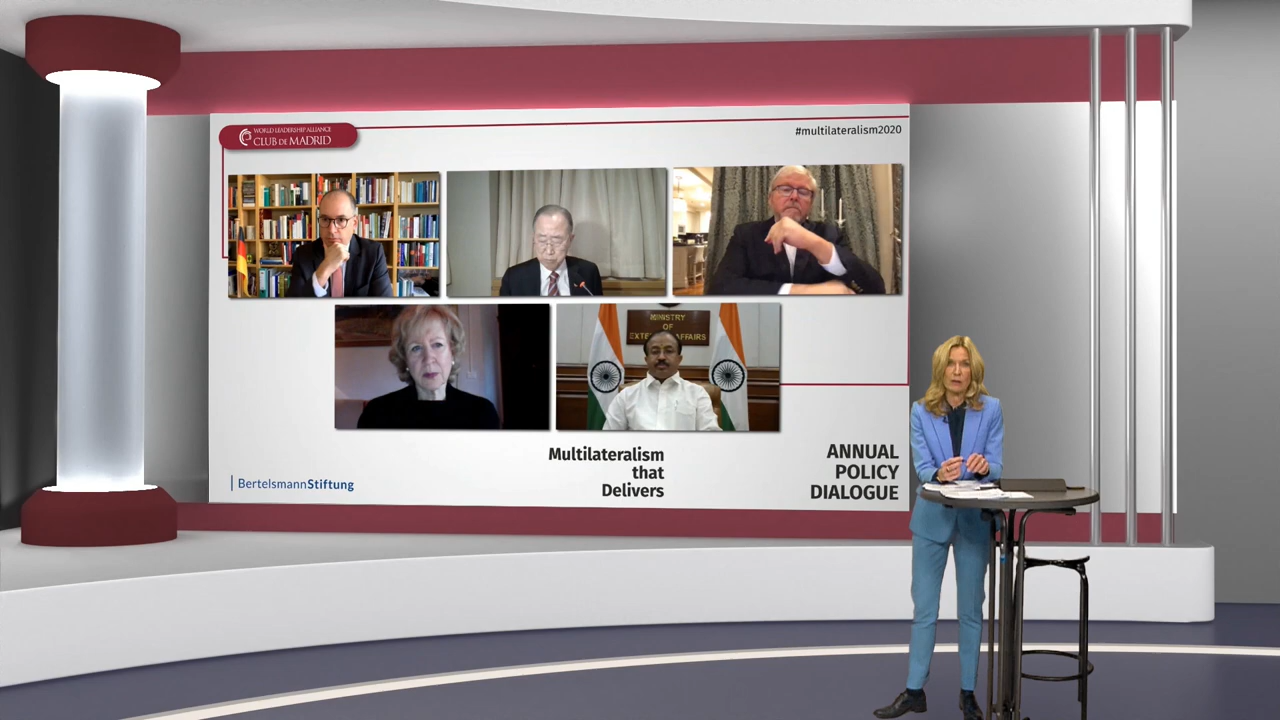 WORLD LEADERSHIP ALLIANCE
CLUB DE MADRID
#multilateralism2020
MINISTRY
OF
EXTERNAL AFFAIRS
Multilateralism
that
Delivers
ANNUAL
POLICY
DIALOGUE
BertelsmannStiftung